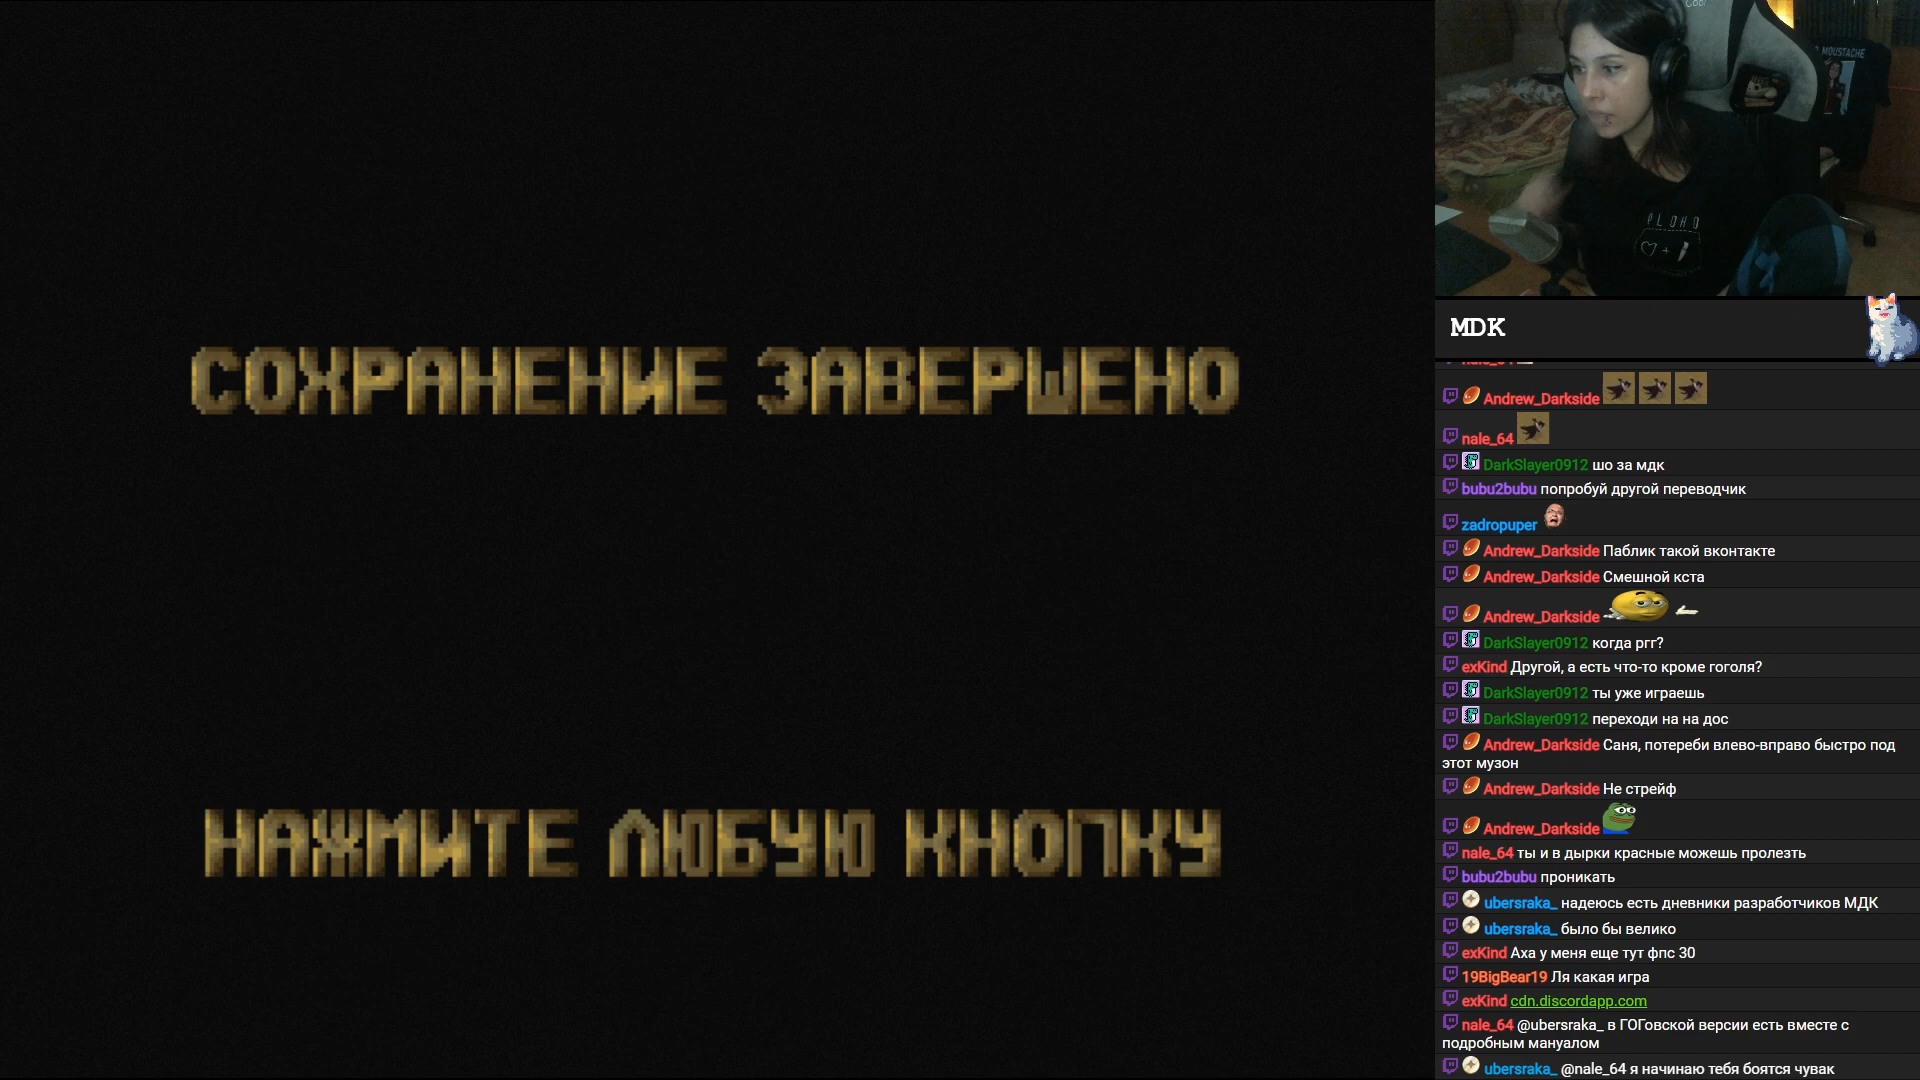 СОХРАНЕНИЕ ЗАВЕРШЕНО
НАЖМИТЕ ЛЮБУЮ КНОПКУ
Cool
MOUSTACHE
PLOHO
MDK
Andrew_Darkside
nale_64
DarkSlayer0912 шо за мдк
bubu2bubu попробуй другой переводчик
zadropuper
Andrew_Darkside Паблик такой вконтакте
Andrew_Darkside Смешной кста
Andrew_Darkside
DarkSlayer0912 когда ргг?
exKind Другой, а есть что-то кроме гоголя?
DarkSlayer0912 ты уже играешь
DarkSlayer0912 переходи на на дос
Andrew_Darkside Саня, потереби влево-вправо быстро под
этот музон
Andrew_Darkside Не стрейф
Andrew_Darkside
nale_64 ты и в дырки красные можешь пролезть
bubu2bubu проникать
ubersraka_ надеюсь есть дневники разработчиков МДК
ubersraka_ было бы велико
exKind Аха у меня еще тут фпс 30
19BigBear19 Ля какая игра
exKind cdn.discordapp.com
nale_64 @ubersraka_ в ГОГовской версии есть вместе с
подробным мануалом
ubersraka_ @nale_64 я начинаю тебя боятся чувак